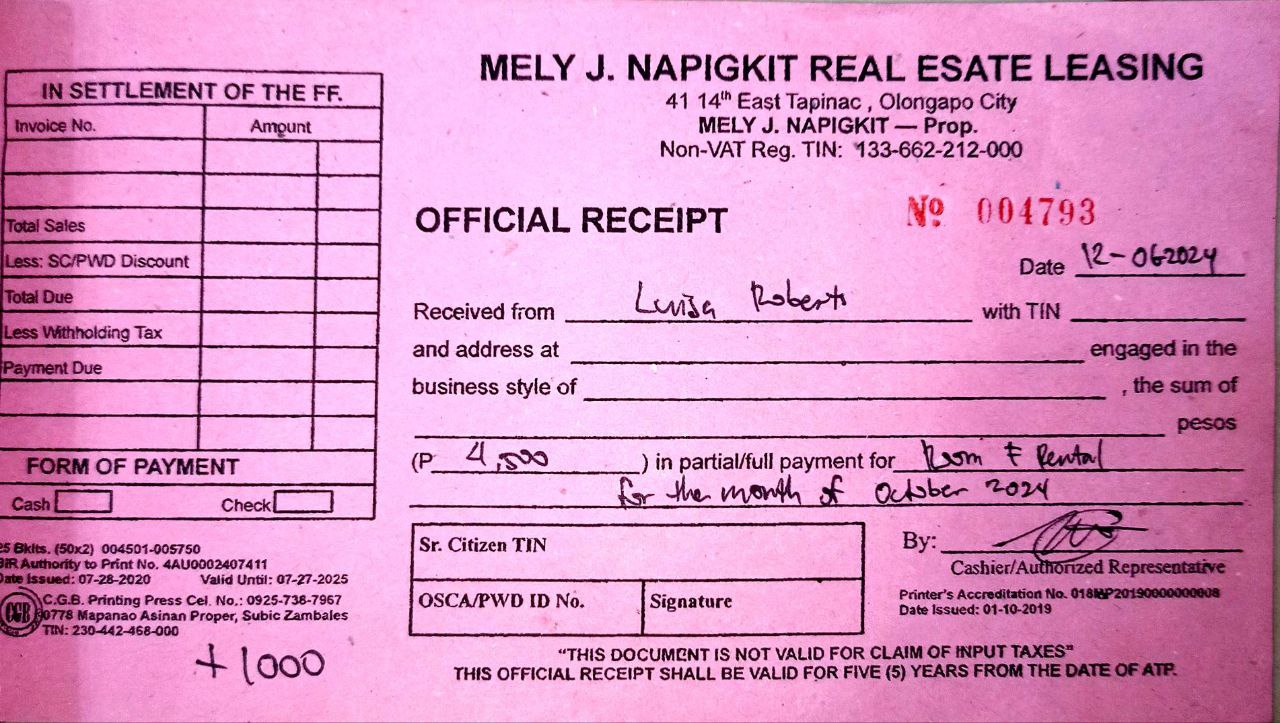 MELY J. NAPIGKIT REAL ESATE LEASING
41 14th East Tapinac , Olongapo City
MELY J. NAPIGKIT — Prop.
Non-VAT Reg. TIN: 133-662-212-000
IN SETTLEMENT OF THE FF.
Invoice No. Amount
Total Sales
Less: SC/PWD Discount
Total Due
Less Withholding Tax
Payment Due
FORM OF PAYMENT
Cash Check
25 Bklts. (50x2) 004501-005750
BIR Authority to Print No. 4AU0002407411
Date Issued: 07-28-2020 Valid Until: 07-27-2025
CGB
C.G.B. Printing Press Cel. No.: 0925-738-7967
0778 Mapanao Asinan Proper, Subic Zambales
TIN: 230-442-468-000
+ 1000
OFFICIAL RECEIPT
No 004793
Date 12-062024
Received from Luisa Roberts with TIN
and address at engaged in the
business style of , the sum of
pesos
(P 4,500 ) in partial/full payment for Room F Rental
for the month of October 2024
Sr. Citizen TIN
OSCA/PWD ID No. Signature
By:
Cashier/Authorized Representative
Printer's Accreditation No.
Date Issued: 01-10-2019
"THIS DOCUMENT IS NOT VALID FOR CLAIM OF INPUT TAXES"
THIS OFFICIAL RECEIPT SHALL BE VALID FOR FIVE (5) YEARS FROM THE DATE OF ATP.